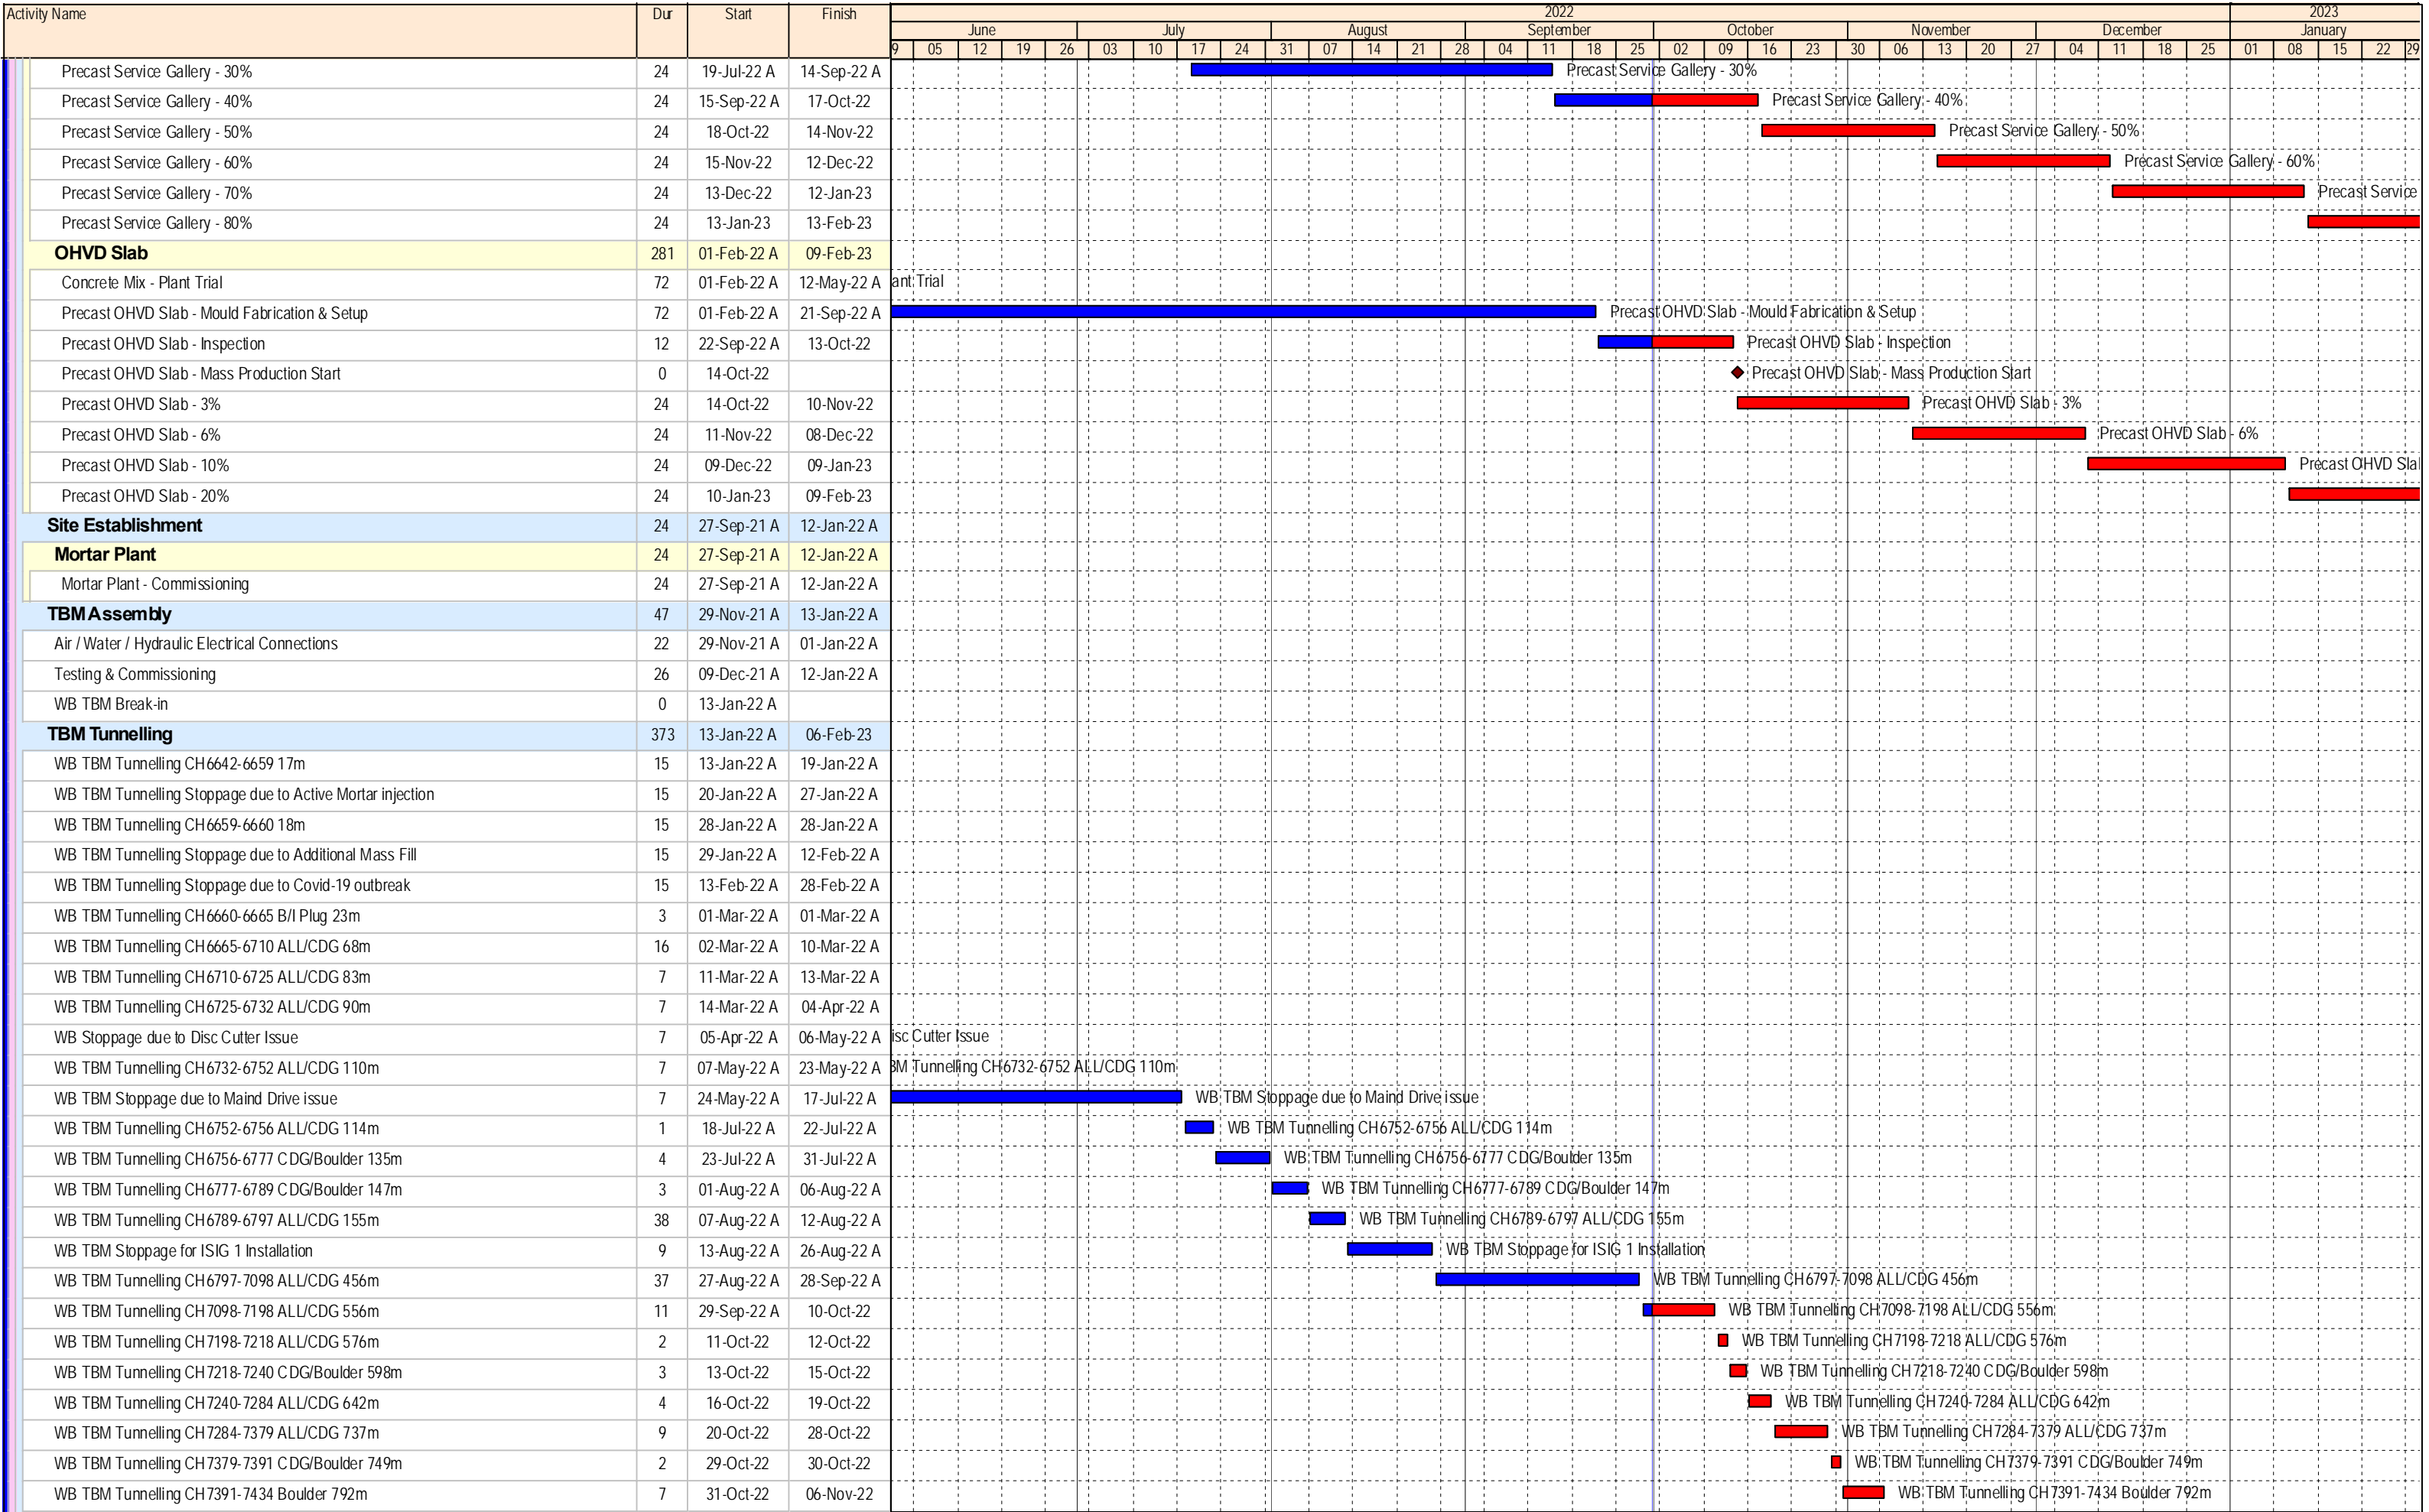 Activity Name Dur Start Finish 2022 2023
June July August September October November December January
9 05 12 19 26 03 10 17 24 31 07 14 21 28 04 11 18 25 02 09 16 23 30 06 13 20 27 04 11 18 25 01 08 15 22 29
Precast Service Gallery - 30% 24 19-Jul-22 A 14-Sep-22 A Precast Service Gallery - 30%
Precast Service Gallery - 40% 24 15-Sep-22 A 17-Oct-22 Precast Service Gallery - 40%
Precast Service Gallery - 50% 24 18-Oct-22 14-Nov-22 Precast Service Gallery - 50%
Precast Service Gallery - 60% 24 15-Nov-22 12-Dec-22 Precast Service Gallery - 60%
Precast Service Gallery - 70% 24 13-Dec-22 12-Jan-23 Precast Service
Precast Service Gallery - 80% 24 13-Jan-23 13-Feb-23
OHVD Slab 281 01-Feb-22 A 09-Feb-23
Concrete Mix - Plant Trial 72 01-Feb-22 A 12-May-22 A ant Trial
Precast OHVD Slab - Mould Fabrication & Setup 72 01-Feb-22 A 21-Sep-22 A Precast OHVD Slab - Mould Fabrication & Setup
Precast OHVD Slab - Inspection 12 22-Sep-22 A 13-Oct-22 Precast OHVD Slab - Inspection
Precast OHVD Slab - Mass Production Start 0 14-Oct-22 Precast OHVD Slab - Mass Production Start
Precast OHVD Slab - 3% 24 14-Oct-22 10-Nov-22 Precast OHVD Slab - 3%
Precast OHVD Slab - 6% 24 11-Nov-22 08-Dec-22 Precast OHVD Slab - 6%
Precast OHVD Slab - 10% 24 09-Dec-22 09-Jan-23 Precast OHVD Sla
Precast OHVD Slab - 20% 24 10-Jan-23 09-Feb-23
Site Establishment 24 27-Sep-21 A 12-Jan-22 A
Mortar Plant 24 27-Sep-21 A 12-Jan-22 A
Mortar Plant - Commissioning 24 27-Sep-21 A 12-Jan-22 A
TBM Assembly 47 29-Nov-21 A 13-Jan-22 A
Air / Water / Hydraulic Electrical Connections 22 29-Nov-21 A 01-Jan-22 A
Testing & Commissioning 26 09-Dec-21 A 12-Jan-22 A
WB TBM Break-in 0 13-Jan-22 A
TBM Tunnelling 373 13-Jan-22 A 06-Feb-23
WB TBM Tunnelling CH6642-6659 17m 15 13-Jan-22 A 19-Jan-22 A
WB TBM Tunnelling Stoppage due to Active Mortar injection 15 20-Jan-22 A 27-Jan-22 A
WB TBM Tunnelling CH6659-6660 18m 15 28-Jan-22 A 28-Jan-22 A
WB TBM Tunnelling Stoppage due to Additional Mass Fill 15 29-Jan-22 A 12-Feb-22 A
WB TBM Tunnelling Stoppage due to Covid-19 outbreak 15 13-Feb-22 A 28-Feb-22 A
WB TBM Tunnelling CH6660-6665 B/I Plug 23m 3 01-Mar-22 A 01-Mar-22 A
WB TBM Tunnelling CH6665-6710 ALL/CDG 68m 16 02-Mar-22 A 10-Mar-22 A
WB TBM Tunnelling CH6710-6725 ALL/CDG 83m 7 11-Mar-22 A 13-Mar-22 A
WB TBM Tunnelling CH6725-6732 ALL/CDG 90m 7 14-Mar-22 A 04-Apr-22 A
WB Stoppage due to Disc Cutter Issue 7 05-Apr-22 A 06-May-22 A isc Cutter Issue
WB TBM Tunnelling CH6732-6752 ALL/CDG 110m 7 07-May-22 A 23-May-22 A BM Tunnelling CH6732-6752 ALL/CDG 110m
WB TBM Stoppage due to Maind Drive issue 7 24-May-22 A 17-Jul-22 A WB TBM Stoppage due to Maind Drive issue
WB TBM Tunnelling CH6752-6756 ALL/CDG 114m 1 18-Jul-22 A 22-Jul-22 A WB TBM Tunnelling CH6752-6756 ALL/CDG 114m
WB TBM Tunnelling CH6756-6777 CDG/Boulder 135m 4 23-Jul-22 A 31-Jul-22 A WB TBM Tunnelling CH6756-6777 CDG/Boulder 135m
WB TBM Tunnelling CH6777-6789 CDG/Boulder 147m 3 01-Aug-22 A 06-Aug-22 A WB TBM Tunnelling CH6777-6789 CDG/Boulder 147m
WB TBM Tunnelling CH6789-6797 ALL/CDG 155m 38 07-Aug-22 A 12-Aug-22 A WB TBM Tunnelling CH6789-6797 ALL/CDG 155m
WB TBM Stoppage for ISIG 1 Installation 9 13-Aug-22 A 26-Aug-22 A WB TBM Stoppage for ISIG 1 Installation
WB TBM Tunnelling CH6797-7098 ALL/CDG 456m 37 27-Aug-22 A 28-Sep-22 A WB TBM Tunnelling CH6797-7098 ALL/CDG 456m
WB TBM Tunnelling CH7098-7198 ALL/CDG 556m 11 29-Sep-22 A 10-Oct-22 WB TBM Tunnelling CH7098-7198 ALL/CDG 556m
WB TBM Tunnelling CH7198-7218 ALL/CDG 576m 2 11-Oct-22 12-Oct-22 WB TBM Tunnelling CH7198-7218 ALL/CDG 576m
WB TBM Tunnelling CH7218-7240 CDG/Boulder 598m 3 13-Oct-22 15-Oct-22 WB TBM Tunnelling CH7218-7240 CDG/Boulder 598m
WB TBM Tunnelling CH7240-7284 ALL/CDG 642m 4 16-Oct-22 19-Oct-22 WB TBM Tunnelling CH7240-7284 ALL/CDG 642m
WB TBM Tunnelling CH7284-7379 ALL/CDG 737m 9 20-Oct-22 28-Oct-22 WB TBM Tunnelling CH7284-7379 ALL/CDG 737m
WB TBM Tunnelling CH7379-7391 CDG/Boulder 749m 2 29-Oct-22 30-Oct-22 WB TBM Tunnelling CH7379-7391 CDG/Boulder 749m
WB TBM Tunnelling CH7391-7434 Boulder 792m 7 31-Oct-22 06-Nov-22 WB TBM Tunnelling CH7391-7434 Boulder 792m